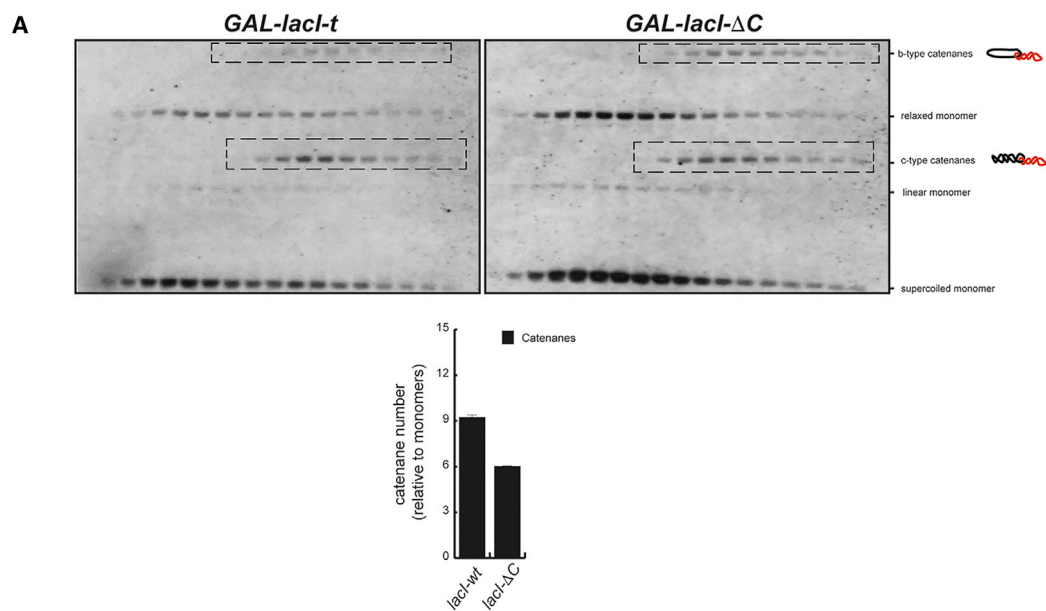 A
GAL-lacI-t
GAL-lacI-ΔC
b-type catenanes
relaxed monomer
c-type catenanes
linear monomer
supercoiled monomer
15
Catenanes
12
9
6
3
0
catenane number
(relative to monomers)
lacI-wt
lacI-ΔC